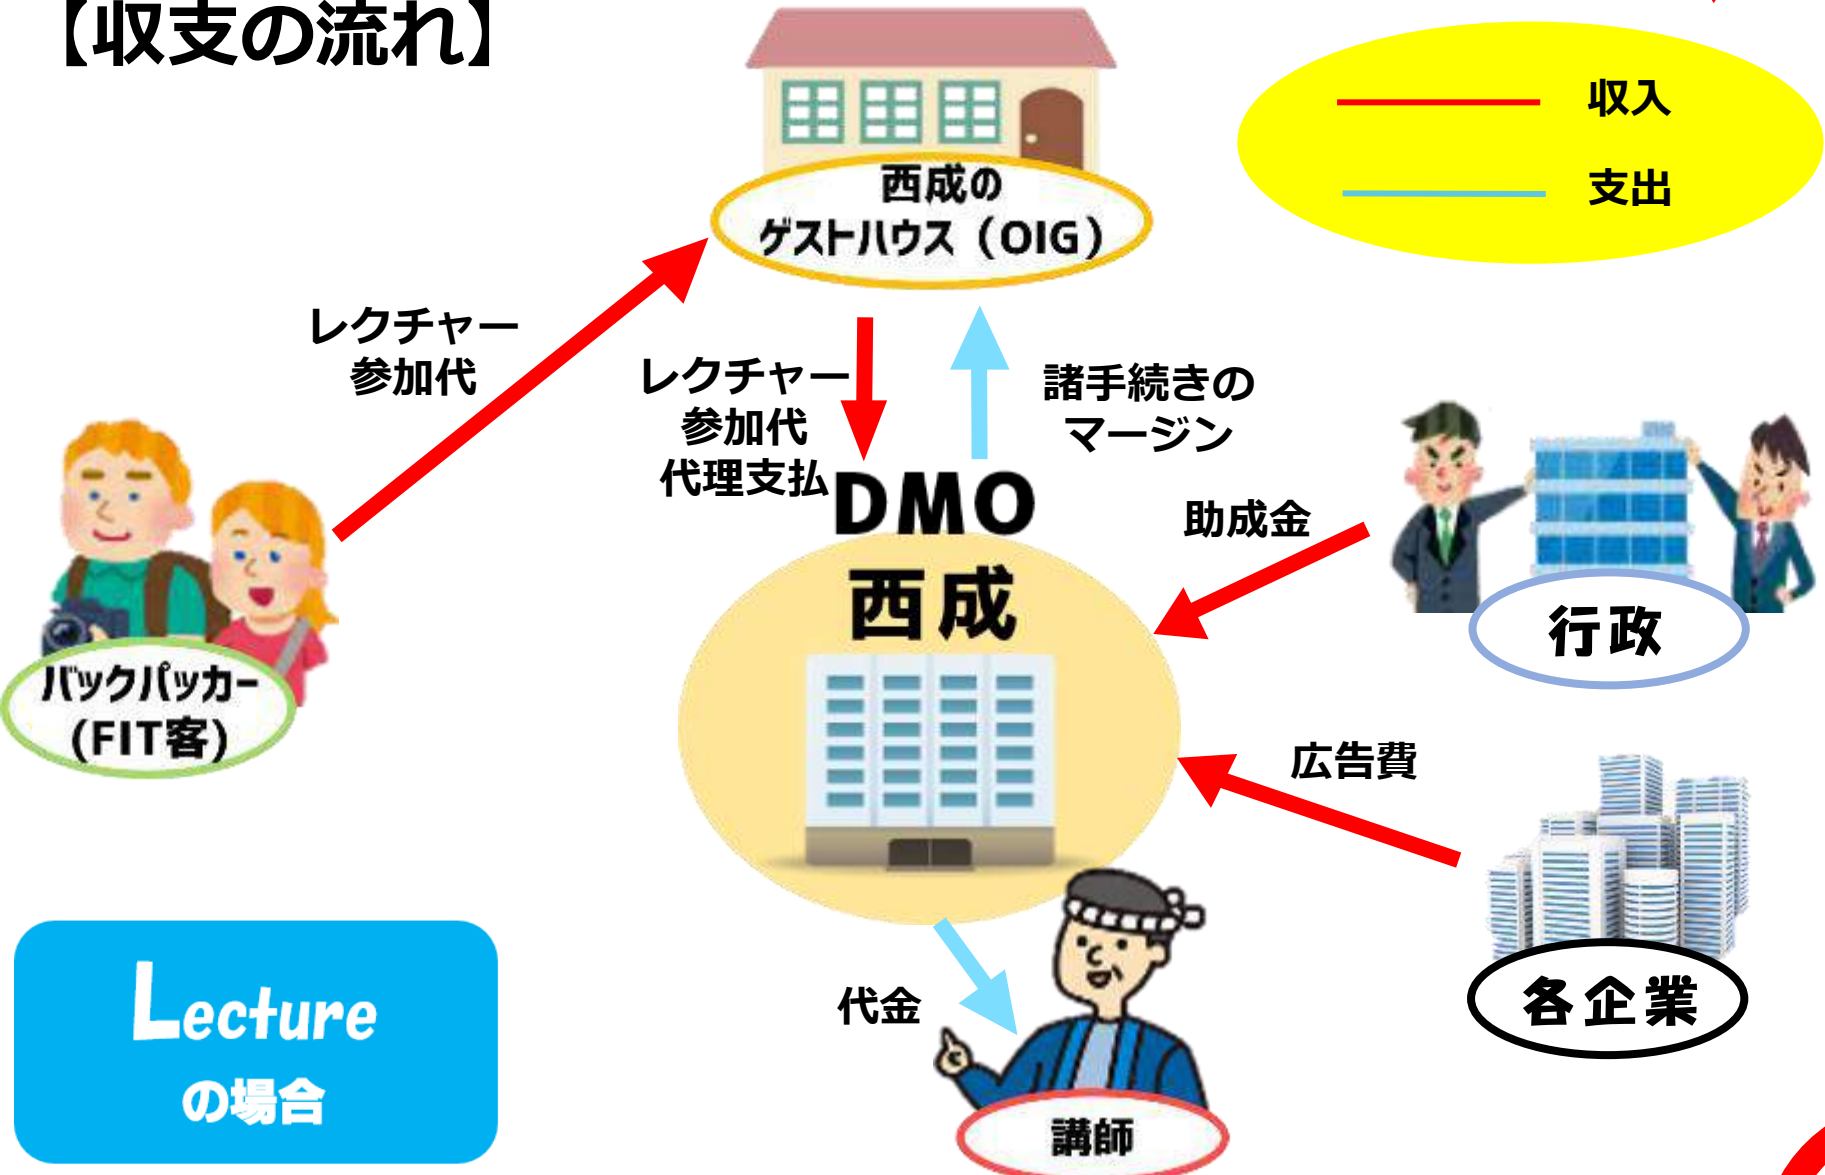 【収支の流れ】
収入
支出
西成の
ゲストハウス（OIG）
レクチャー
参加代
レクチャー
参加代
代理支払
諸手続きの
マージン
助成金
DMO
西成
行政
バックパッカー
(FIT客)
広告費
各企業
代金
講師
Lecture
の場合